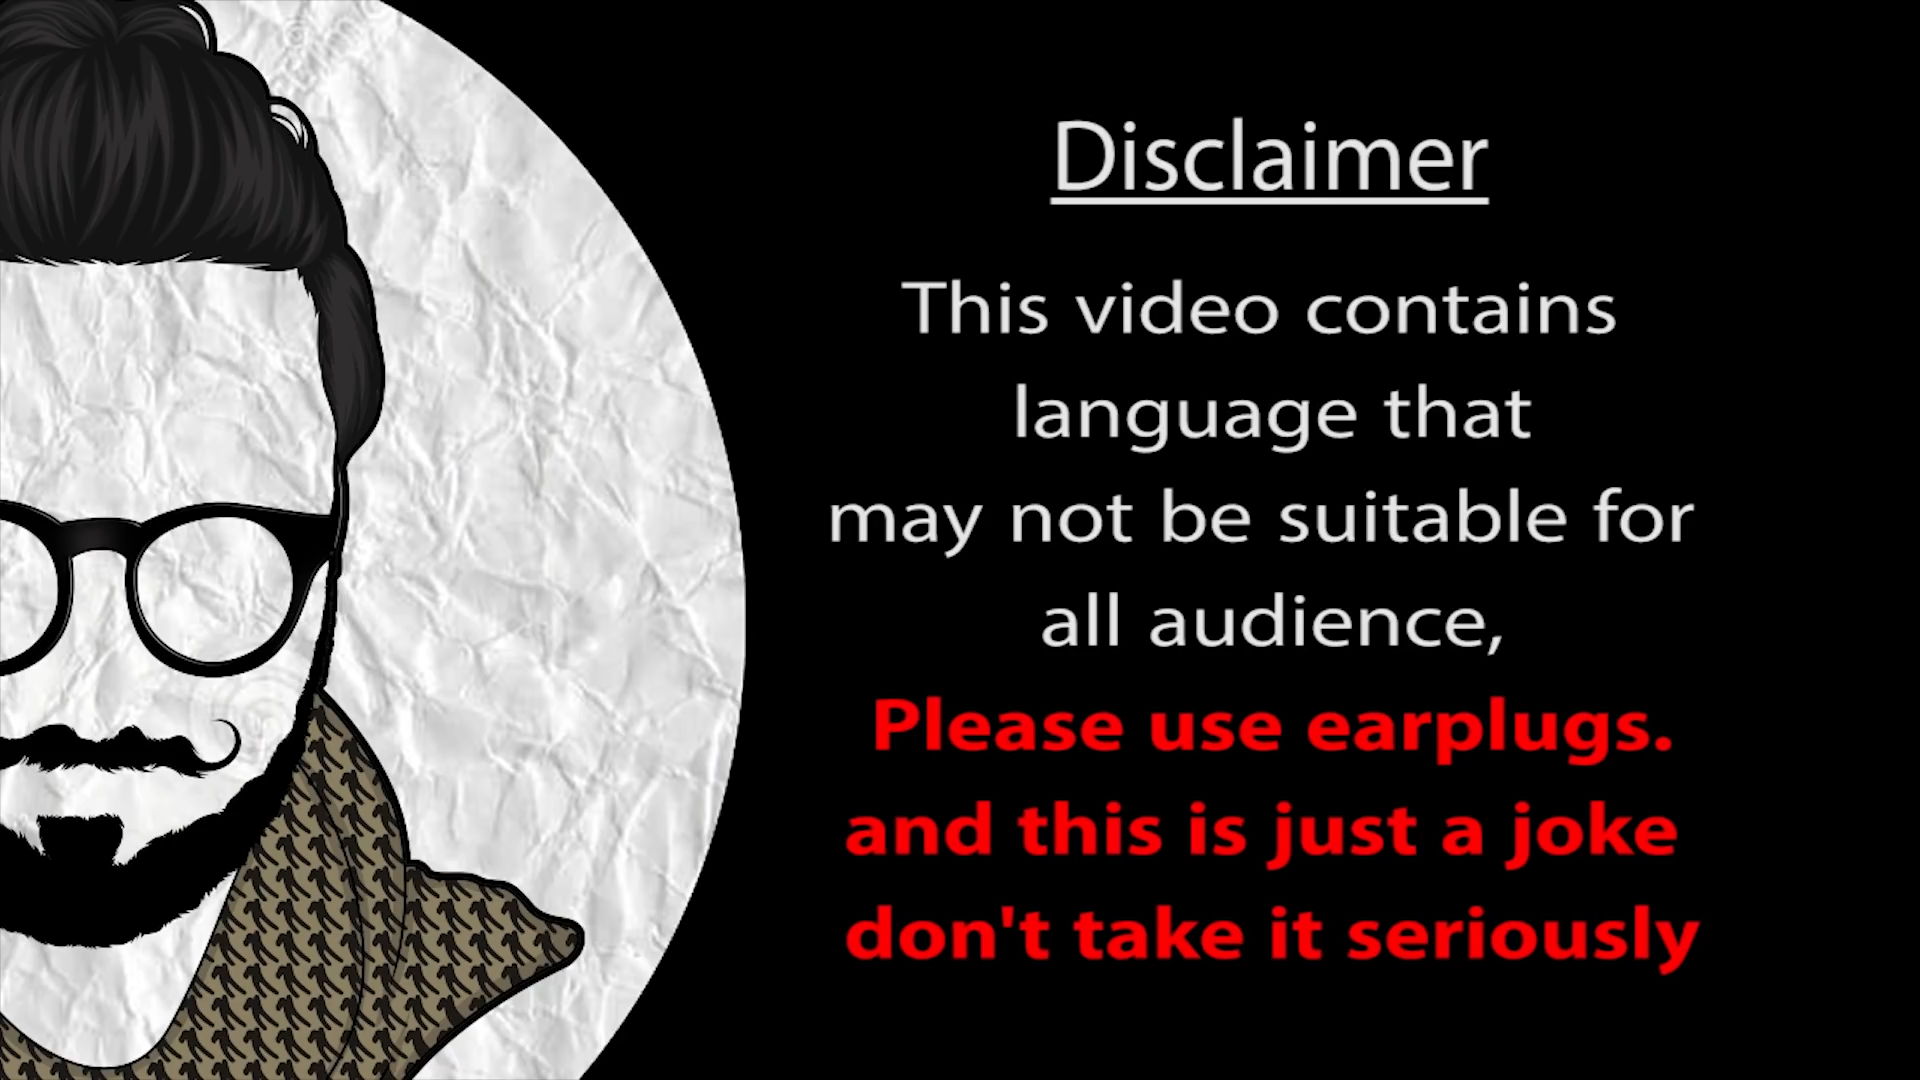 Disclaimer
This video contains
language that
may not be suitable for
all audience,
Please use earplugs.
and this is just a joke
don't take it seriously